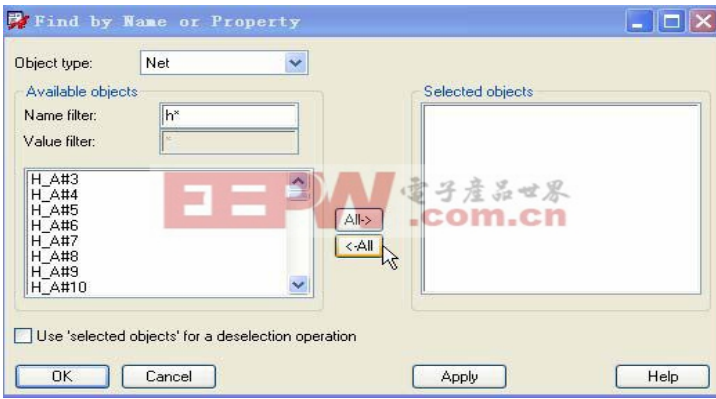 Find by Name or Property
Object type: Net
Available objects
Name filter: h*
Value filter: *
H_A#3
H_A#4
H_A#5
H_A#6
H_A#7
H_A#8
H_A#9
H_A#10
All->
<-All
Selected objects
EEPW 電子產品世界
.com.cn
Use 'selected objects' for a deselection operation
OK Cancel Apply Help